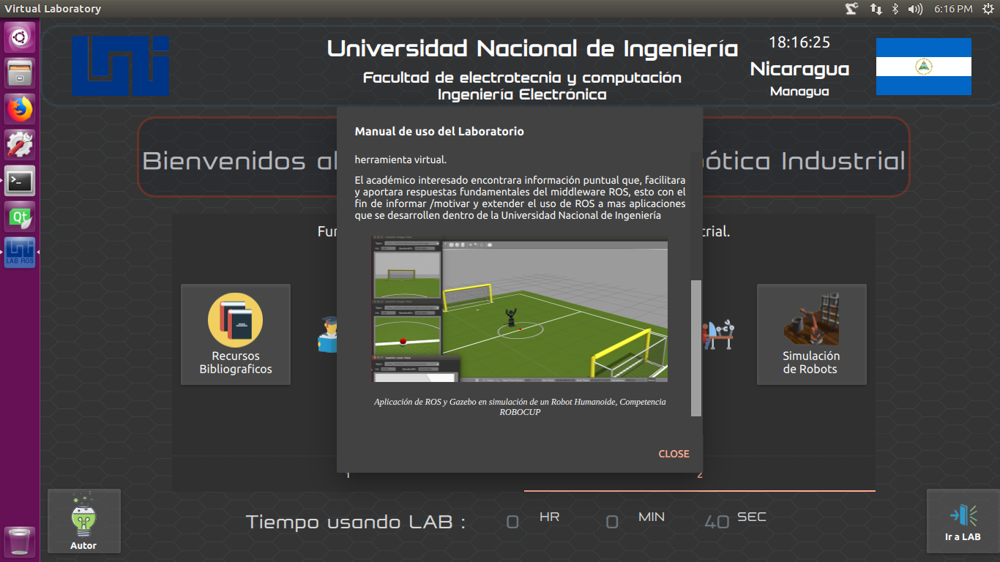 Virtual Laboratory
6:16 PM
Universidad Nacional de Ingeniería
Facultad de electrotecnia y computación
Ingeniería Electrónica
18:16:25
Nicaragua
Managua
Bienvenidos al
ótica Industrial
Manual de uso del Laboratorio
herramienta virtual.
El académico interesado encontrara información puntual que, facilitara
y aportara respuestas fundamentales del middleware ROS, esto con el
fin de informar /motivar y extender el uso de ROS a mas aplicaciones
que se desarrollen dentro de la Universidad Nacional de Ingeniería
Aplicación de ROS y Gazebo en simulación de un Robot Humanoide, Competencia
ROBOCUP
CLOSE
Fu
trial.
Recursos
Bibliograficos
Simulación
de Robots
1
2
Qt
LAB ROS
Autor
Tiempo usando LAB : 0 HR 0 MIN 40 SEC
Ir a LAB